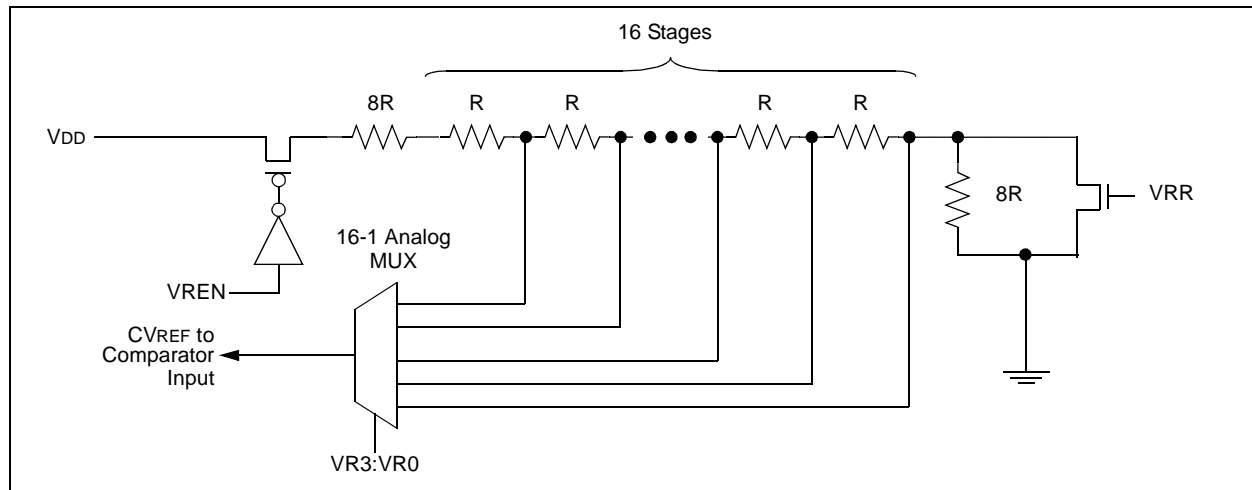 16 Stages
8R
R
R
R
R
VDD
8R
VRR
16-1 Analog
MUX
VREN
CVREF to
Comparator
Input
VR3:VR0